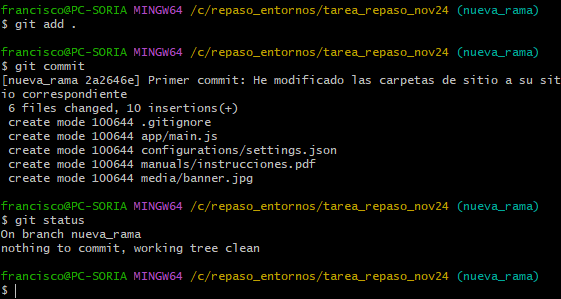 francisco@PC-SORIA MINGW64 /c/repaso_entornos/tarea_repaso_nov24 (nueva_rama)
$ git add .

francisco@PC-SORIA MINGW64 /c/repaso_entornos/tarea_repaso_nov24 (nueva_rama)
$ git commit
[nueva_rama 2a2646e] Primer commit: He modificado las carpetas de sitio a su sit
io correspondiente
 6 files changed, 10 insertions(+)
 create mode 100644 .gitignore
 create mode 100644 app/main.js
 create mode 100644 configurations/settings.json
 create mode 100644 manuals/instrucciones.pdf
 create mode 100644 media/banner.jpg

francisco@PC-SORIA MINGW64 /c/repaso_entornos/tarea_repaso_nov24 (nueva_rama)
$ git status
On branch nueva_rama
nothing to commit, working tree clean

francisco@PC-SORIA MINGW64 /c/repaso_entornos/tarea_repaso_nov24 (nueva_rama)
$